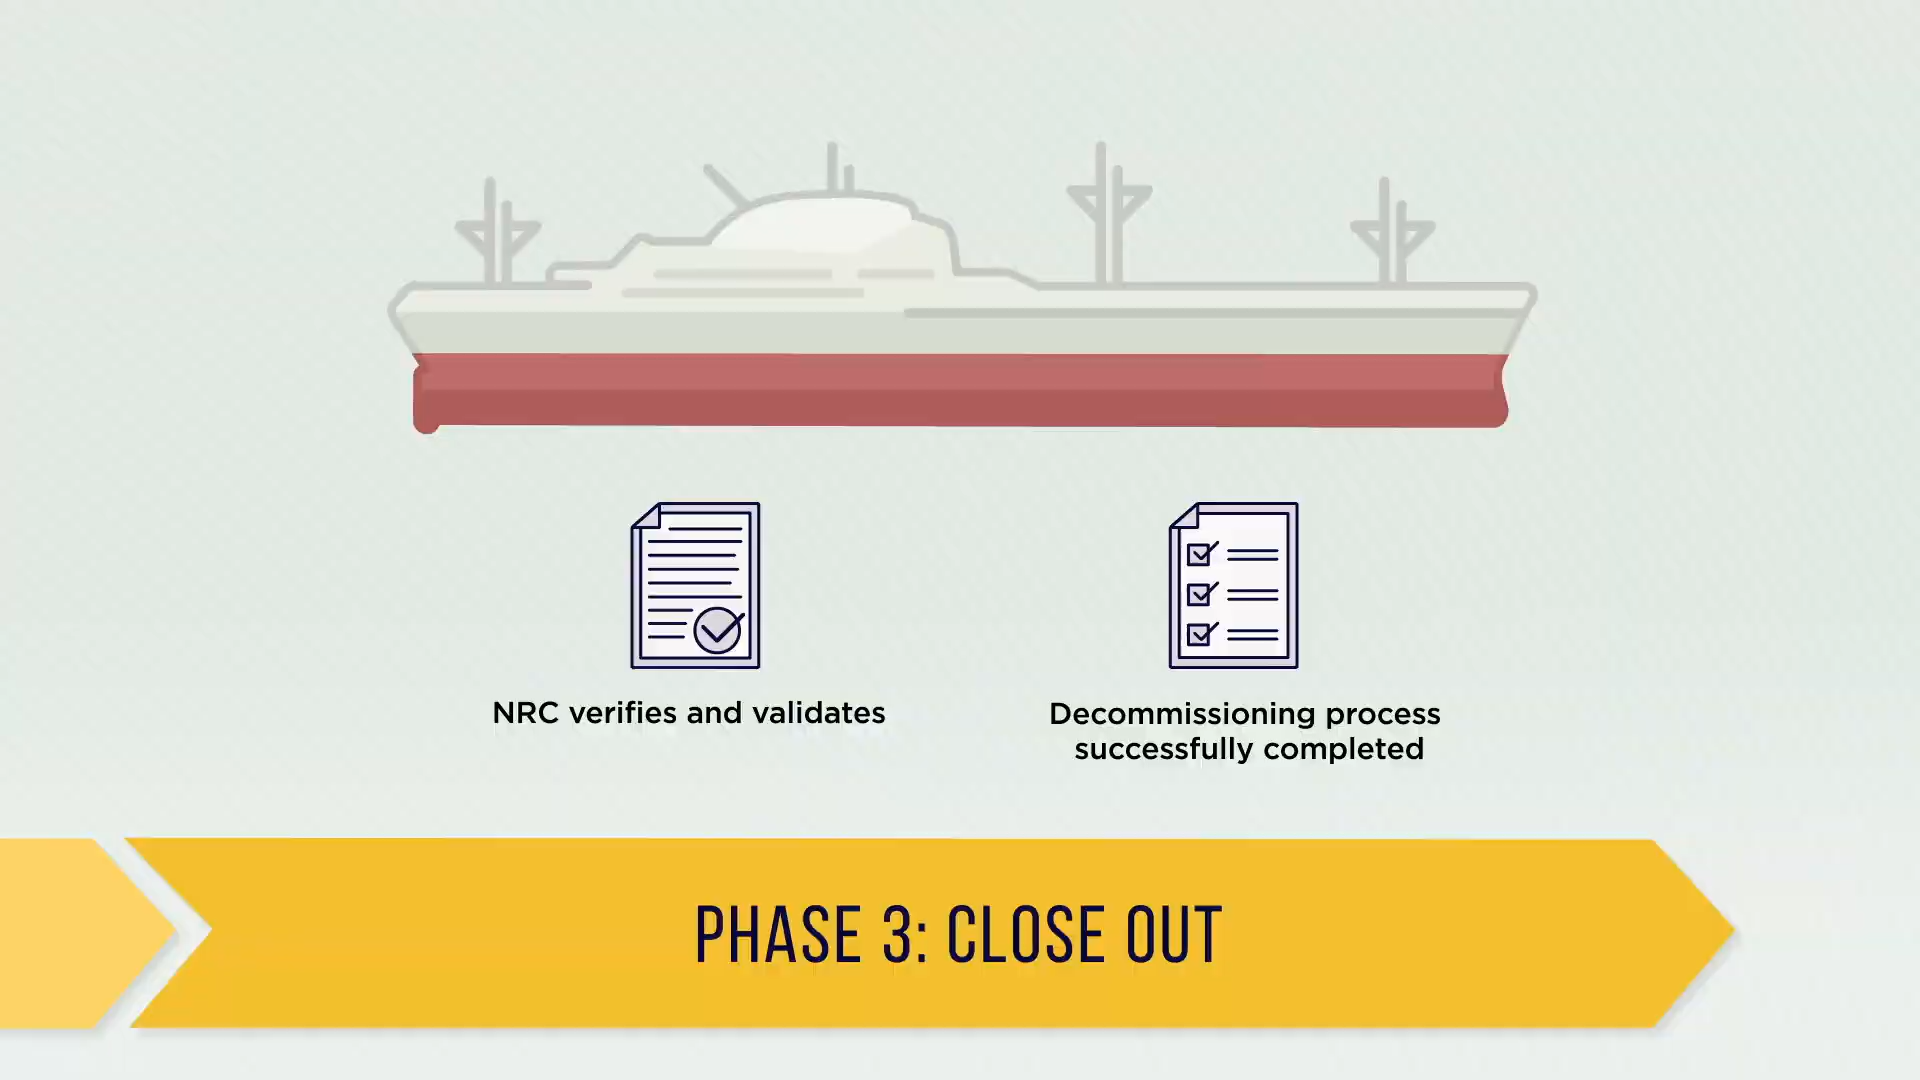 NRC verifies and validates
Decommissioning process
successfully completed
PHASE 3: CLOSE OUT